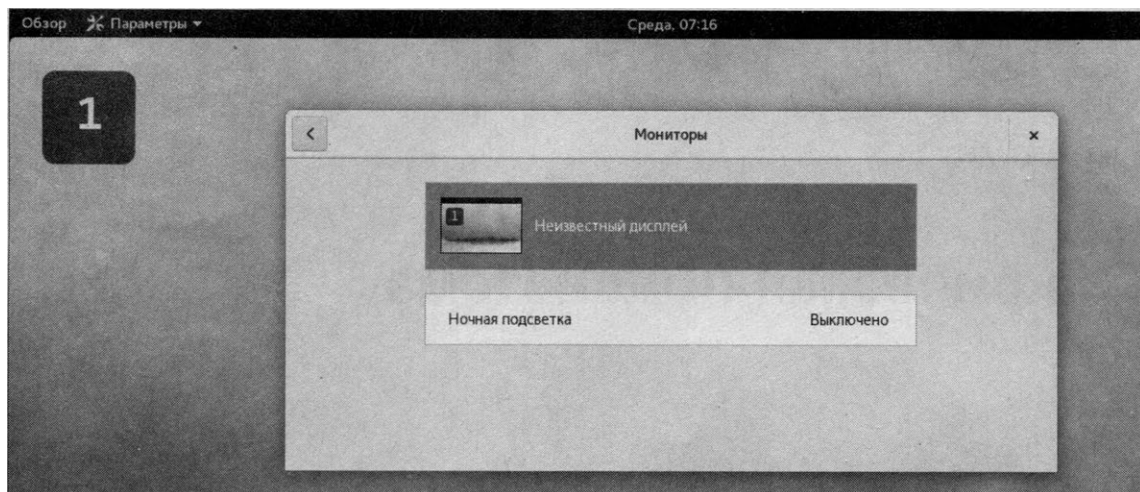 Обзор Параметры Среда, 07:16
1
Мониторы
1
Неизвестный дисплей
Ночная подсветка Выключено